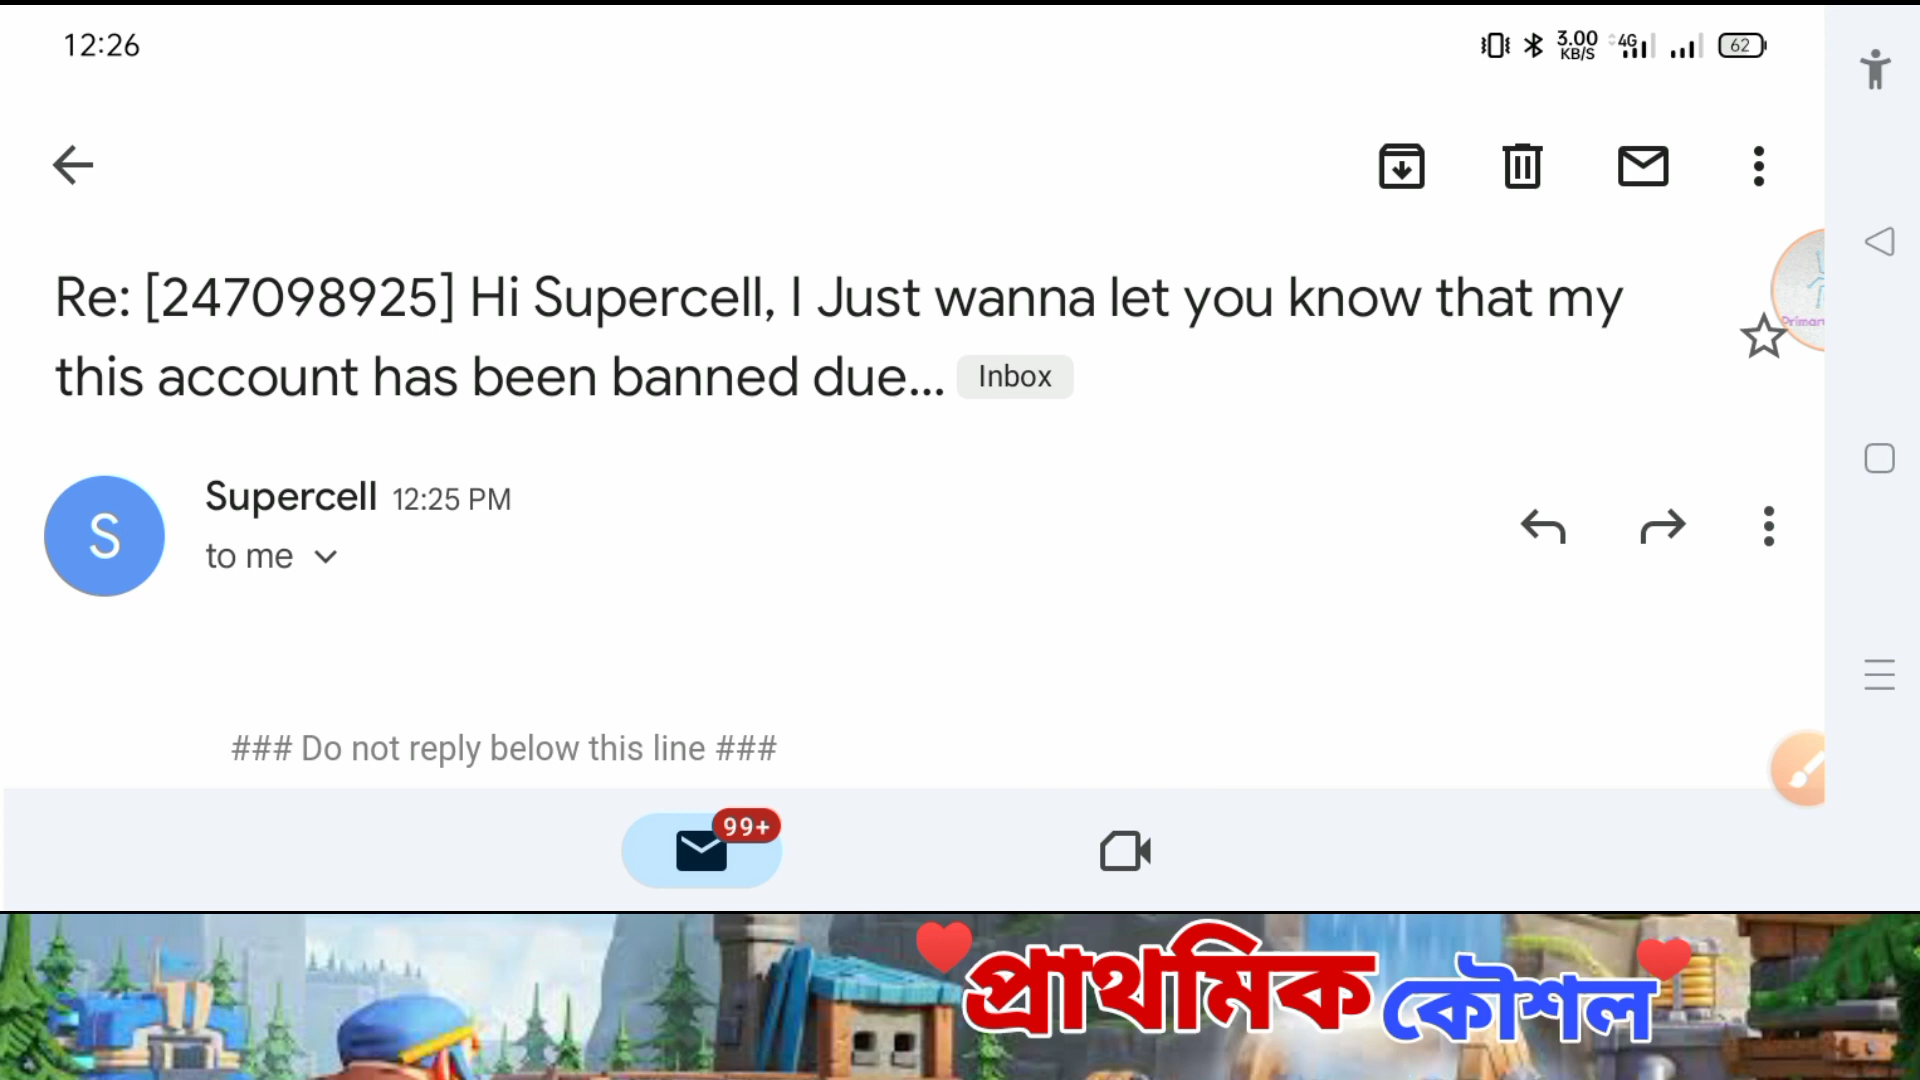 12:26
3.00
KB/S
4G
62
Re: [247098925] Hi Supercell, I Just wanna let you know that my
this account has been banned due... Inbox
Primar
S
Supercell 12:25 PM
to me
### Do not reply below this line ###
99+
প্রাথমিক কৌশল